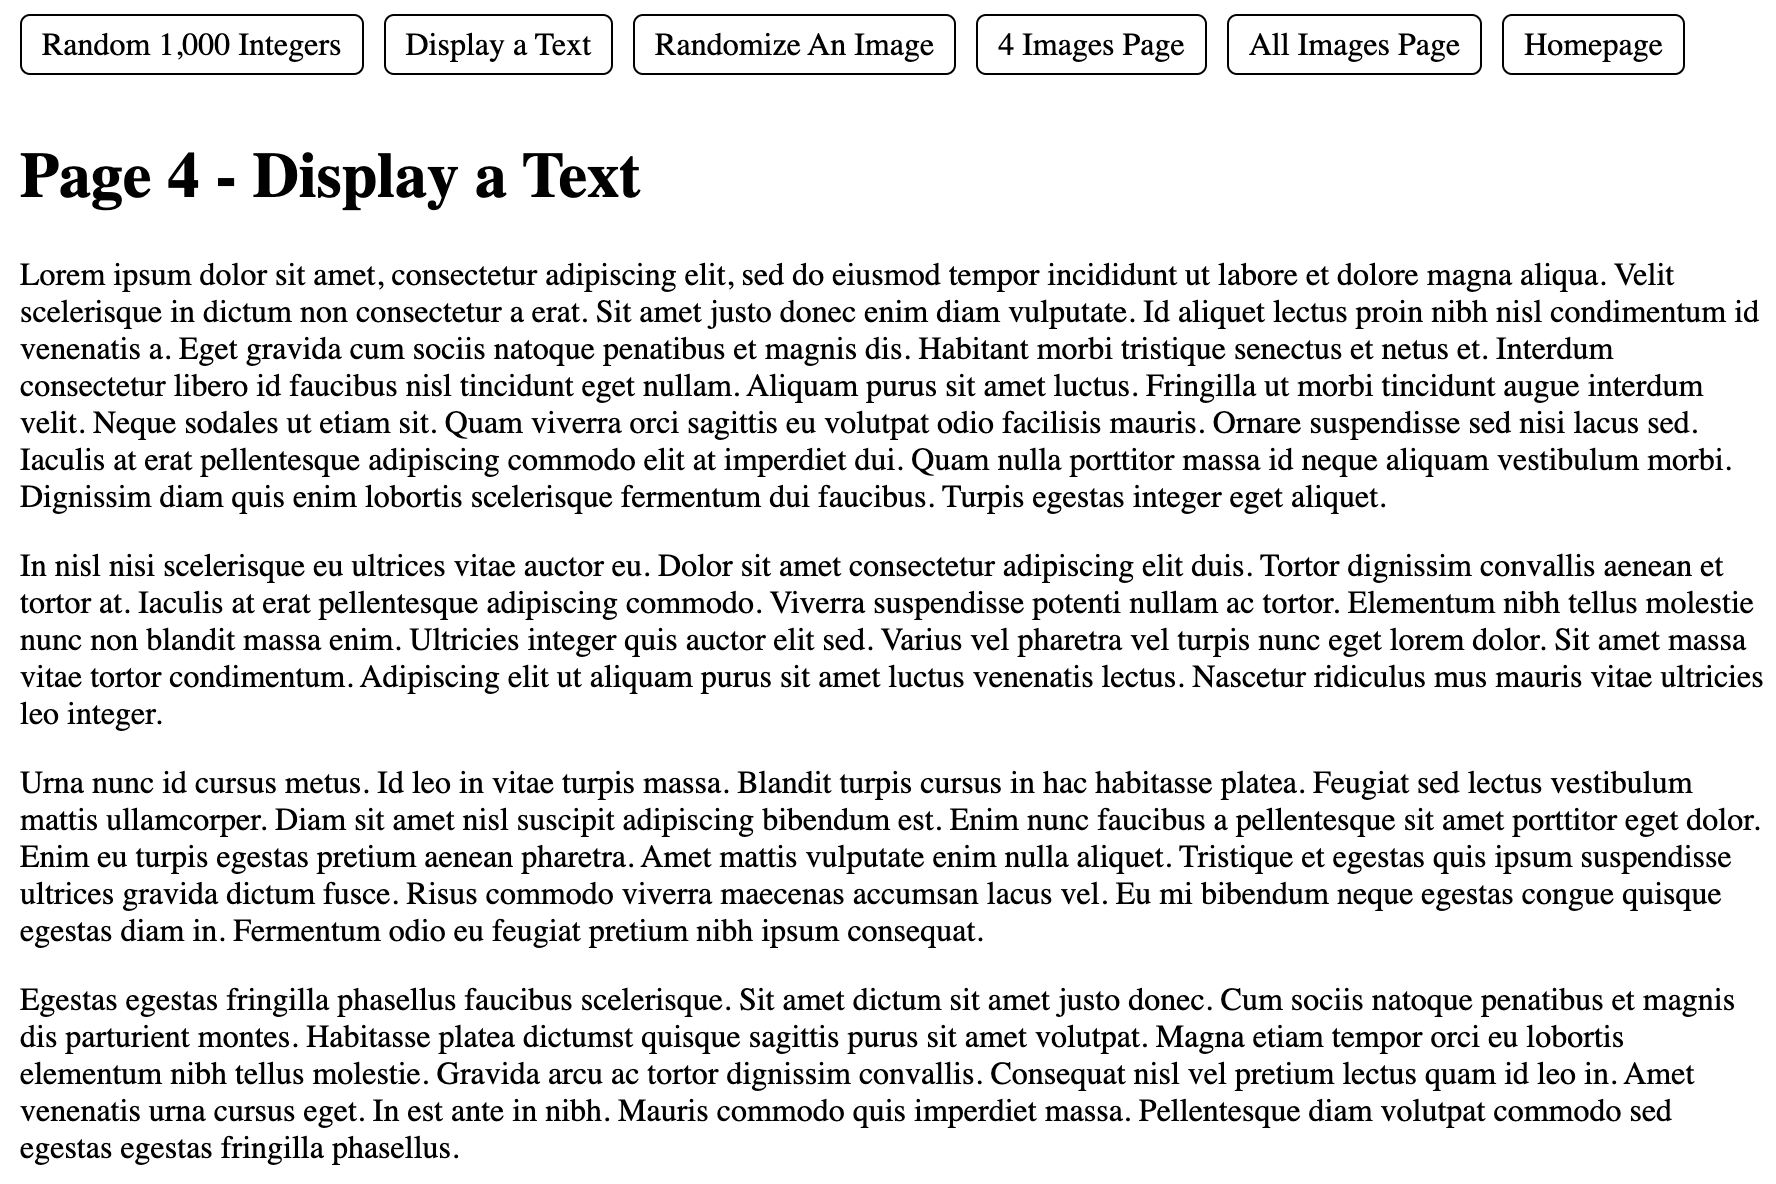 Random 1,000 Integers Display a Text Randomize An Image 4 Images Page All Images Page Homepage
Page 4 - Display a Text
Lorem ipsum dolor sit amet, consectetur adipiscing elit, sed do eiusmod tempor incididunt ut labore et dolore magna aliqua. Velit
scelerisque in dictum non consectetur a erat. Sit amet justo donec enim diam vulputate. Id aliquet lectus proin nibh nisl condimentum id
venenatis a. Eget gravida cum sociis natoque penatibus et magnis dis. Habitant morbi tristique senectus et netus et. Interdum
consectetur libero id faucibus nisl tincidunt eget nullam. Aliquam purus sit amet luctus. Fringilla ut morbi tincidunt augue interdum
velit. Neque sodales ut etiam sit. Quam viverra orci sagittis eu volutpat odio facilisis mauris. Ornare suspendisse sed nisi lacus sed.
Iaculis at erat pellentesque adipiscing commodo elit at imperdiet dui. Quam nulla porttitor massa id neque aliquam vestibulum morbi.
Dignissim diam quis enim lobortis scelerisque fermentum dui faucibus. Turpis egestas integer eget aliquet.
In nisl nisi scelerisque eu ultrices vitae auctor eu. Dolor sit amet consectetur adipiscing elit duis. Tortor dignissim convallis aenean et
tortor at. Iaculis at erat pellentesque adipiscing commodo. Viverra suspendisse potenti nullam ac tortor. Elementum nibh tellus molestie
nunc non blandit massa enim. Ultricies integer quis auctor elit sed. Varius vel pharetra vel turpis nunc eget lorem dolor. Sit amet massa
vitae tortor condimentum. Adipiscing elit ut aliquam purus sit amet luctus venenatis lectus. Nascetur ridiculus mus mauris vitae ultricies
leo integer.
Urna nunc id cursus metus. Id leo in vitae turpis massa. Blandit turpis cursus in hac habitasse platea. Feugiat sed lectus vestibulum
mattis ullamcorper. Diam sit amet nisl suscipit adipiscing bibendum est. Enim nunc faucibus a pellentesque sit amet porttitor eget dolor.
Enim eu turpis egestas pretium aenean pharetra. Amet mattis vulputate enim nulla aliquet. Tristique et egestas quis ipsum suspendisse
ultrices gravida dictum fusce. Risus commodo viverra maecenas accumsan lacus vel. Eu mi bibendum neque egestas congue quisque
egestas diam in. Fermentum odio eu feugiat pretium nibh ipsum consequat.
Egestas egestas fringilla phasellus faucibus scelerisque. Sit amet dictum sit amet justo donec. Cum sociis natoque penatibus et magnis
dis parturient montes. Habitasse platea dictumst quisque sagittis purus sit amet volutpat. Magna etiam tempor orci eu lobortis
elementum nibh tellus molestie. Gravida arcu ac tortor dignissim convallis. Consequat nisl vel pretium lectus quam id leo in. Amet
venenatis urna cursus eget. In est ante in nibh. Mauris commodo quis imperdiet massa. Pellentesque diam volutpat commodo sed
egestas egestas fringilla phasellus.